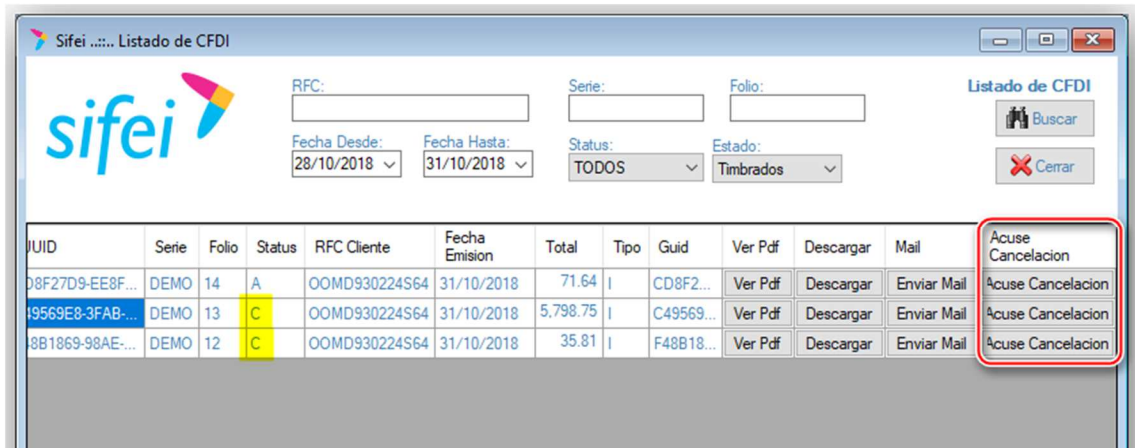 Sifei ..::.. Listado de CFDI
sifei
RFC: Serie: Folio: Listado de CFDI
Buscar
Fecha Desde: Fecha Hasta: Status: Estado:
28/10/2018 31/10/2018 TODOS Timbrados Cerrar
UUID Serie Folio Status RFC Cliente Fecha Emision Total Tipo Guid Ver Pdf Descargar Mail Acuse Cancelacion
D8F27D9-EE8F... DEMO 14 A OOMD930224S64 31/10/2018 71.64 I CD8F2... Ver Pdf Descargar Enviar Mail Acuse Cancelacion
49569E8-3FAB-... DEMO 13 C OOMD930224S64 31/10/2018 5,798.75 I C49569... Ver Pdf Descargar Enviar Mail Acuse Cancelacion
48B1869-98AE-... DEMO 12 C OOMD930224S64 31/10/2018 35.81 I F48B18... Ver Pdf Descargar Enviar Mail Acuse Cancelacion